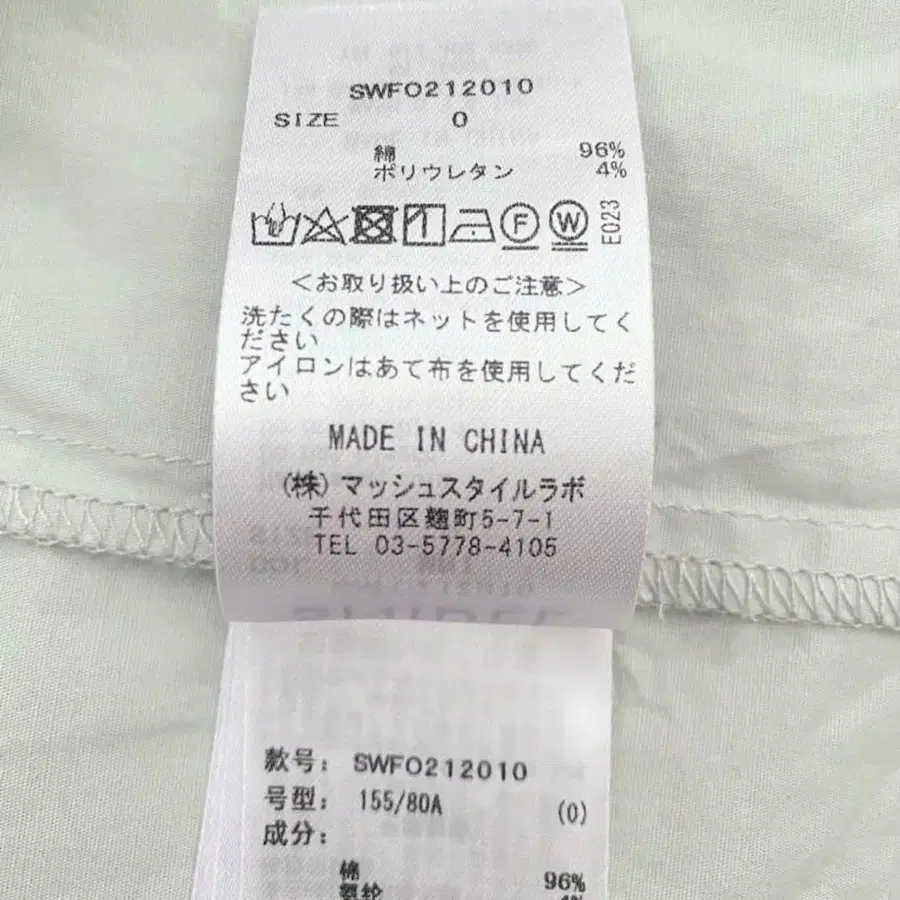 SWFO212010
SIZE 0
綿 96%
ポリウレタン 4%
F W E023
＜お取り扱い上のご注意＞
洗たくの際はネットを使用してく
ださい
アイロンはあて布を使用してくだ
さい
MADE IN CHINA
(株)マッシュスタイルラボ
千代田区麹町5-7-1
TEL 03-5778-4105
款号: SWFO212010
号型: 155/80A (0)
成分:
棉 96%
氨纶 4%